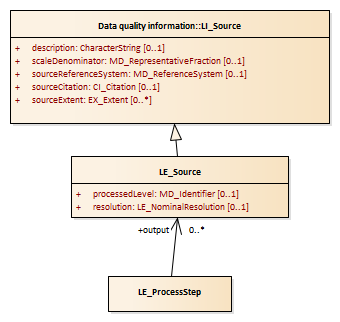 Data quality information::LI_Source
+ description: CharacterString [0..1]
+ scaleDenominator: MD_RepresentativeFraction [0..1]
+ sourceReferenceSystem: MD_ReferenceSystem [0..1]
+ sourceCitation: CI_Citation [0..1]
+ sourceExtent: EX_Extent [0..*]
LE_Source
+ processedLevel: MD_Identifier [0..1]
+ resolution: LE_NominalResolution [0..1]
+output 0..*
LE_ProcessStep